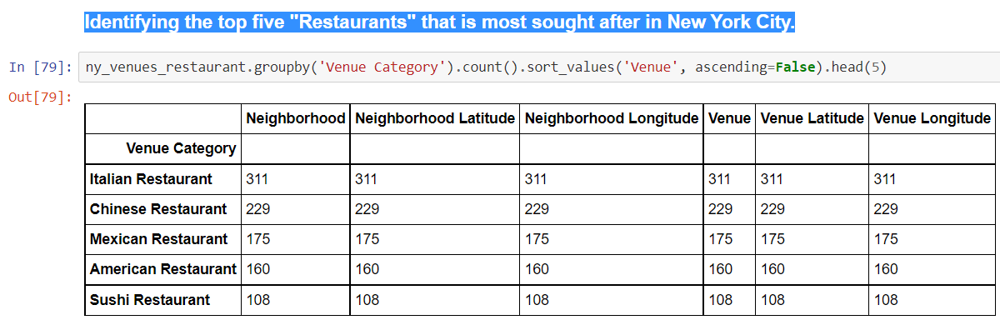 Identifying the top five "Restaurants" that is most sought after in New York City.
In [79]: ny_venues_restaurant.groupby('Venue Category').count().sort_values('Venue', ascending=False).head(5)
Out[79]:
Neighborhood Neighborhood Latitude Neighborhood Longitude Venue Venue Latitude Venue Longitude
Venue Category
Italian Restaurant 311 311 311 311 311 311
Chinese Restaurant 229 229 229 229 229 229
Mexican Restaurant 175 175 175 175 175 175
American Restaurant 160 160 160 160 160 160
Sushi Restaurant 108 108 108 108 108 108